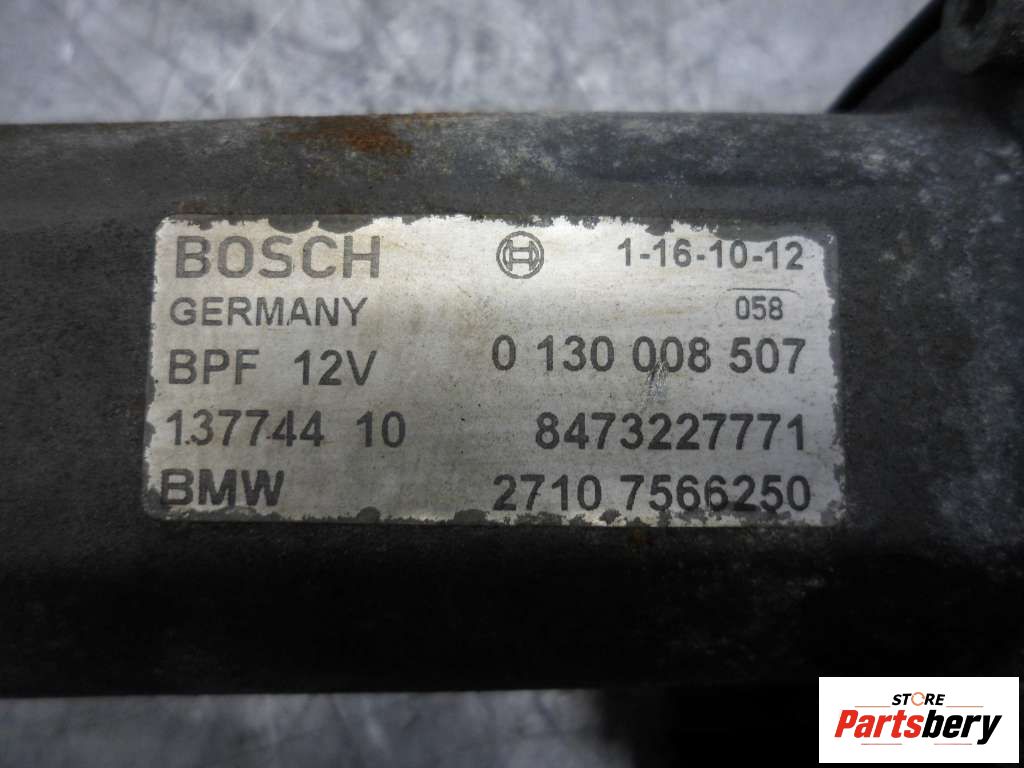 BOSCH 1-16-10-12
GERMANY 058
BPF 12V 0 130 008 507
137744 10 8473227771
BMW 2710 7566250
STORE
Partsbery